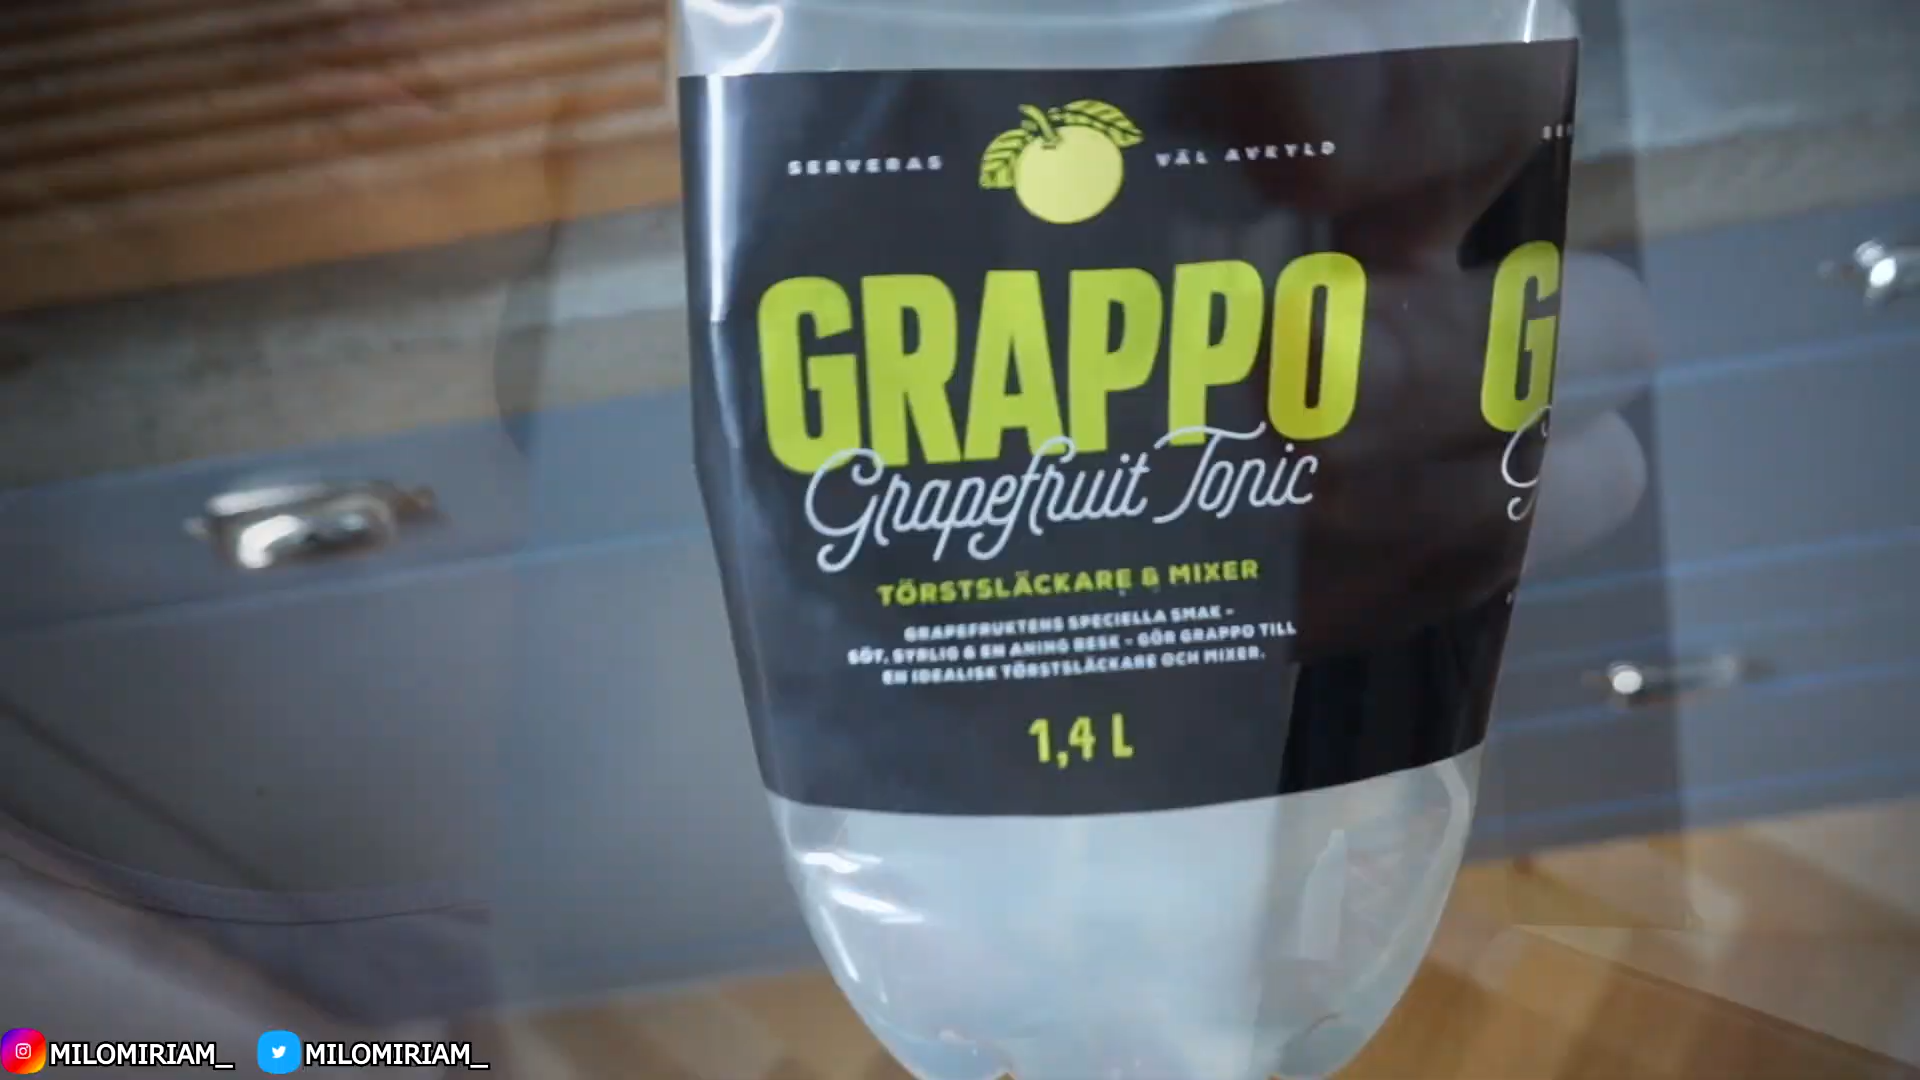 SERVERAS VÄL AVKYLD
GRAPPO
Grapefruit Tonic
TÖRSTSLÄCKARE & MIXER
GRAPEFRUKTENS SPECIELLA SMAK -
SÖT, SYRLIG & EN ANING BESK - GÖR GRAPPO TILL
EN IDEALISK TÖRSTSLÄCKARE OCH MIXER.
1,4 L
G
G
MILOMIRIAM_ MILOMIRIAM_